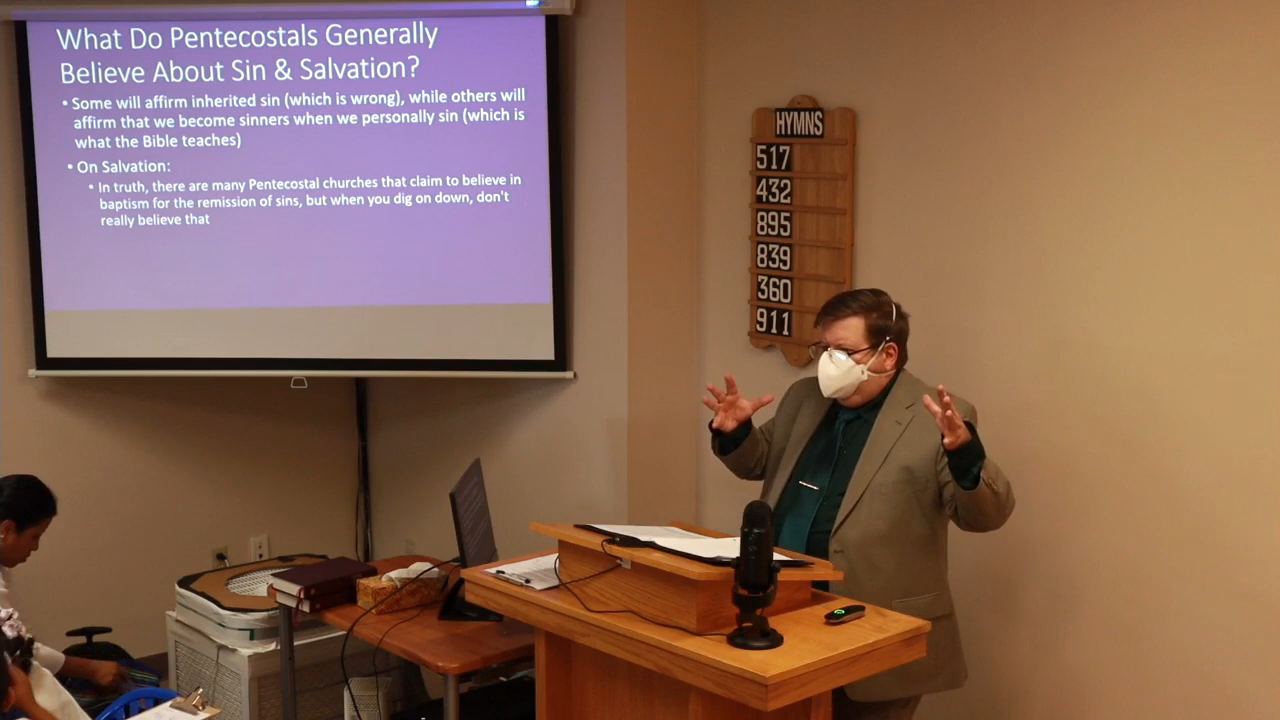 What Do Pentecostals Generally
Believe About Sin & Salvation?
• Some will affirm inherited sin (which is wrong), while others will
affirm that we become sinners when we personally sin (which is
what the Bible teaches)
• On Salvation:
• In truth, there are many Pentecostal churches that claim to believe in
baptism for the remission of sins, but when you dig on down, don't
really believe that
HYMNS
517
432
895
839
360
911